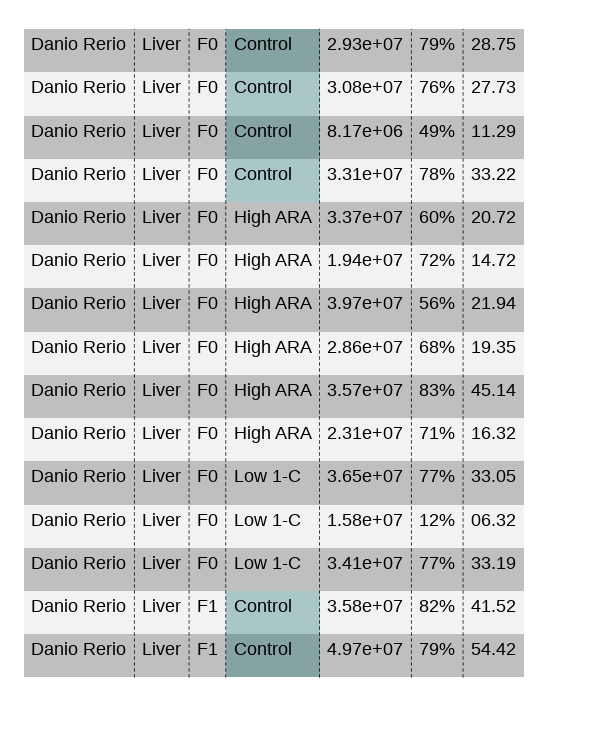 Danio Rerio Liver F0 Control 2.93e+07 79% 28.75
Danio Rerio Liver F0 Control 3.08e+07 76% 27.73
Danio Rerio Liver F0 Control 8.17e+06 49% 11.29
Danio Rerio Liver F0 Control 3.31e+07 78% 33.22
Danio Rerio Liver F0 High ARA 3.37e+07 60% 20.72
Danio Rerio Liver F0 High ARA 1.94e+07 72% 14.72
Danio Rerio Liver F0 High ARA 3.97e+07 56% 21.94
Danio Rerio Liver F0 High ARA 2.86e+07 68% 19.35
Danio Rerio Liver F0 High ARA 3.57e+07 83% 45.14
Danio Rerio Liver F0 High ARA 2.31e+07 71% 16.32
Danio Rerio Liver F0 Low 1-C 3.65e+07 77% 33.05
Danio Rerio Liver F0 Low 1-C 1.58e+07 12% 06.32
Danio Rerio Liver F0 Low 1-C 3.41e+07 77% 33.19
Danio Rerio Liver F1 Control 3.58e+07 82% 41.52
Danio Rerio Liver F1 Control 4.97e+07 79% 54.42